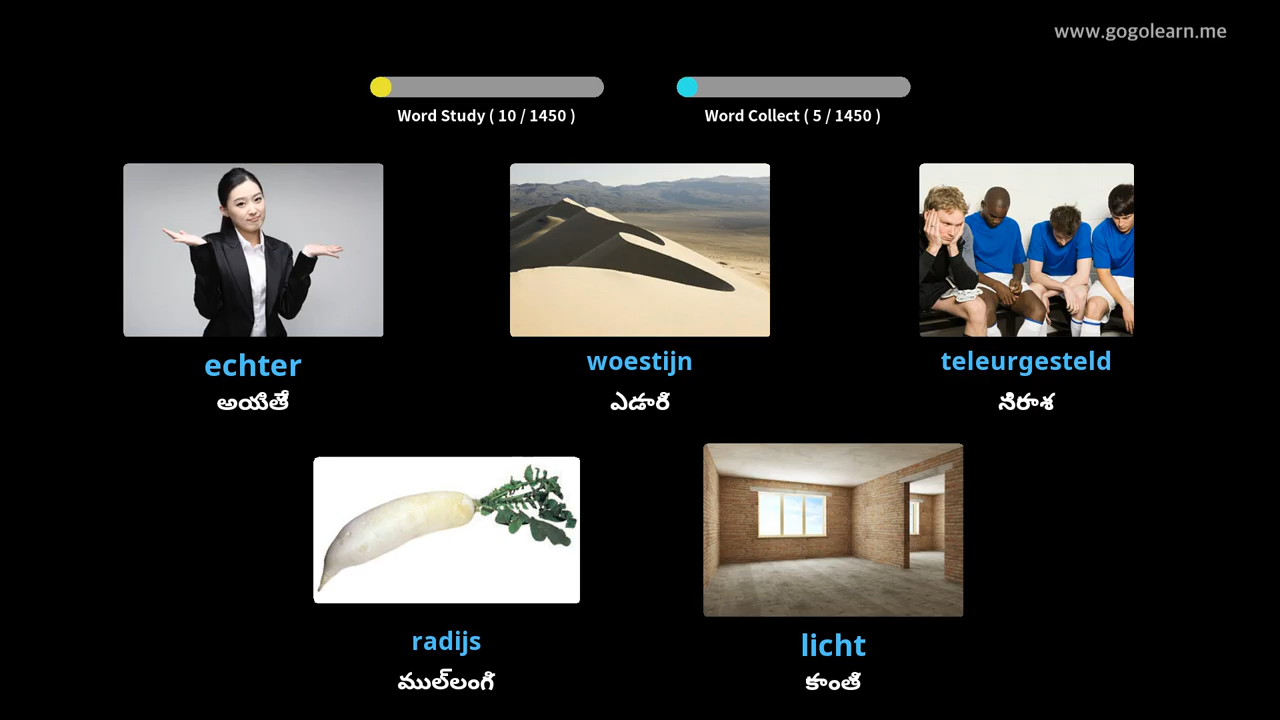 www.gogolearn.me
Word Study ( 10 / 1450 )
Word Collect ( 5 / 1450 )
echter
అయితే
woestijn
ఎడారి
teleurgesteld
నిరాశ
radijs
ముల్లంగి
licht
కాంతి